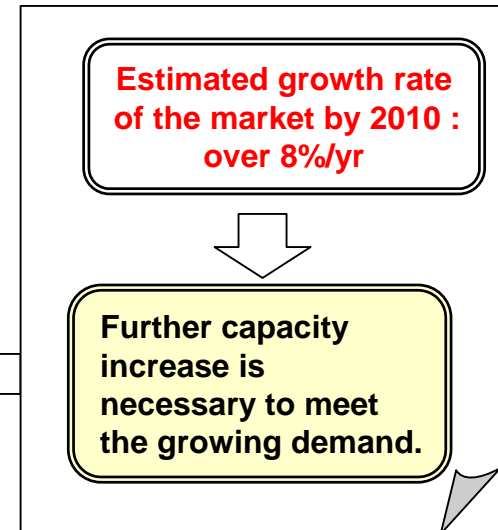 Estimated growth rate
of the market by 2010 :
over 8%/yr
Further capacity
increase is
necessary to meet
the growing demand.